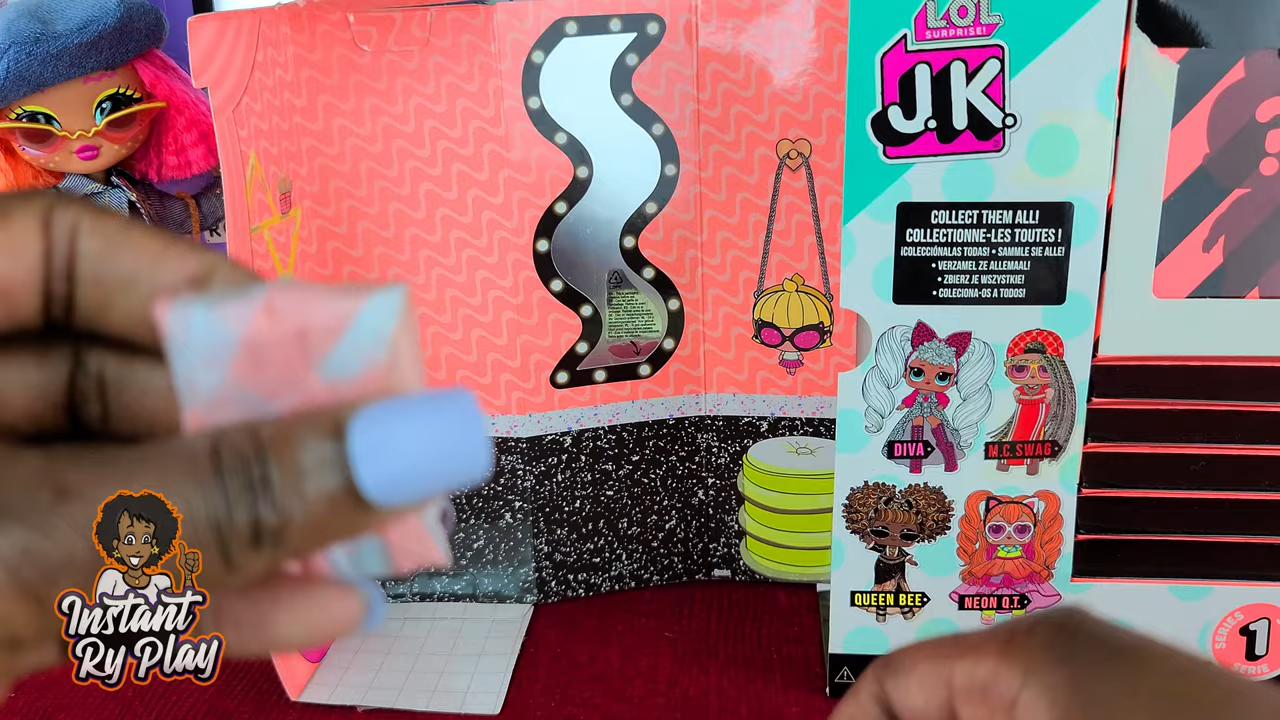 LOL
SURPRISE!
J.K.
COLLECT THEM ALL!
COLLECTIONNE-LES TOUTES !
¡COLECCIÓNALAS TODAS! • SAMMLE SIE ALLE!
• VERZAMEL ZE ALLEMAAL!
• ZBIERZ JE WSZYSTKIE!
• COLECIONA-OS A TODOS!
DIVA
M.C. SWAG
QUEEN BEE
NEON Q.T.
SERIES
1
SERIE
Instant
Ry Play